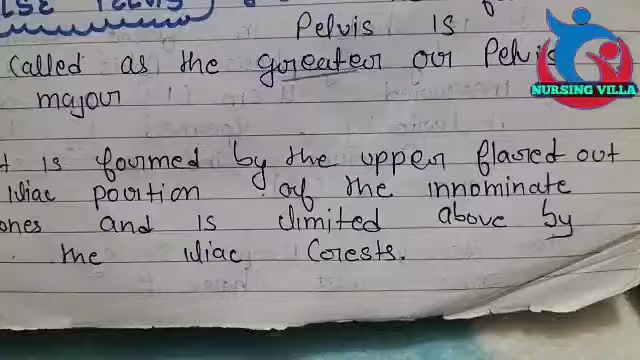 Pelvis is
called as the greater or Pelvis
major
NURSING VILLA
t is formed by the upper flared out
iliac portion of the innominate
ones and is limited above by
the iliac Crests.